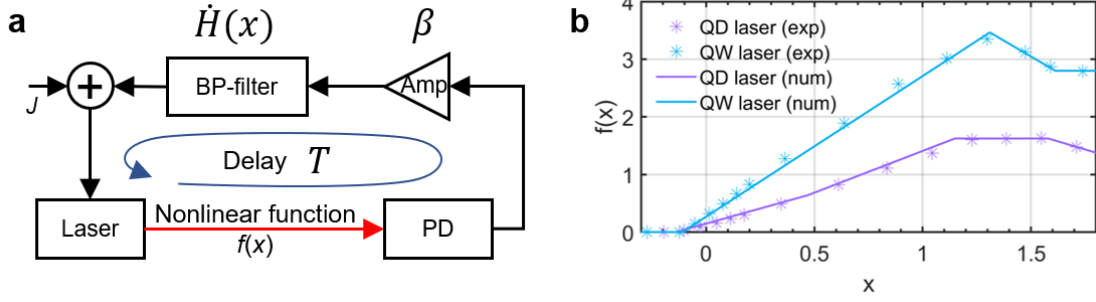 a
Ḣ(x)
β
BP-filter
Amp
J
+
Delay T
Laser
Nonlinear function
f(x)
PD
b
4
3
2
1
0
f(x)
QD laser (exp)
QW laser (exp)
QD laser (num)
QW laser (num)
0
0.5
1
1.5
x